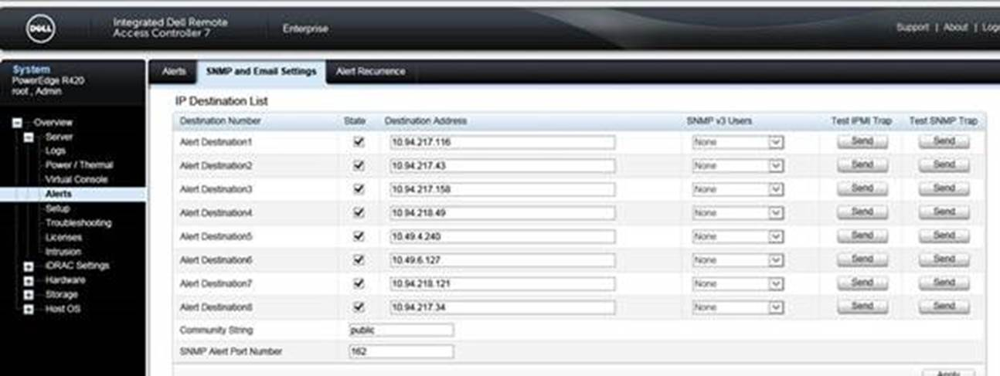 DELL
Integrated Dell Remote
Access Controller 7
Enterprise
Support | About | Log
System
PowerEdge R420
root , Admin
Overview
Server
Logs
Power / Thermal
Virtual Console
Alerts
Setup
Troubleshooting
Licenses
Intrusion
iDRAC Settings
Hardware
Storage
Host OS
Alerts SNMP and Email Settings Alert Recurrence
IP Destination List
Destination Number State Destination Address SNMP v3 Users Test IPMI Trap Test SNMP Trap
Alert Destination1 10.94.217.116 None Send Send
Alert Destination2 10.94.217.43 None Send Send
Alert Destination3 10.94.217.158 None Send Send
Alert Destination4 10.94.218.49 None Send Send
Alert Destination5 10.49.4.240 None Send Send
Alert Destination6 10.49.6.127 None Send Send
Alert Destination7 10.94.218.121 None Send Send
Alert Destination8 10.94.217.34 None Send Send
Community String public
SNMP Alert Port Number 162
Apply